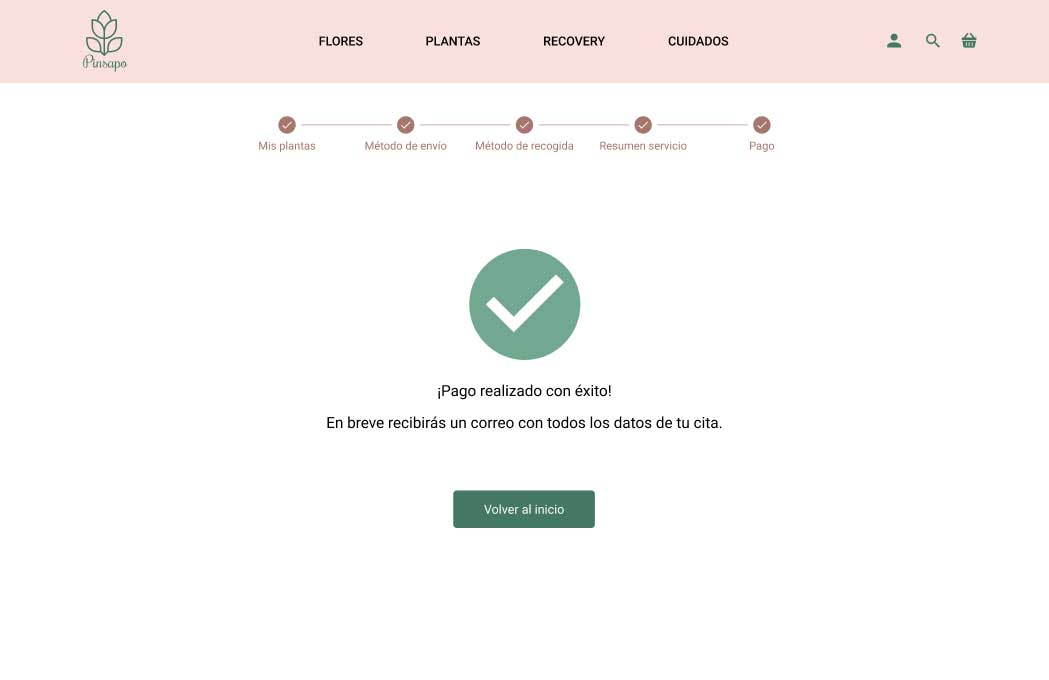 Pinsapo
FLORES
PLANTAS
RECOVERY
CUIDADOS
Mis plantas
Método de envío
Método de recogida
Resumen servicio
Pago
¡Pago realizado con éxito!
En breve recibirás un correo con todos los datos de tu cita.
Volver al inicio